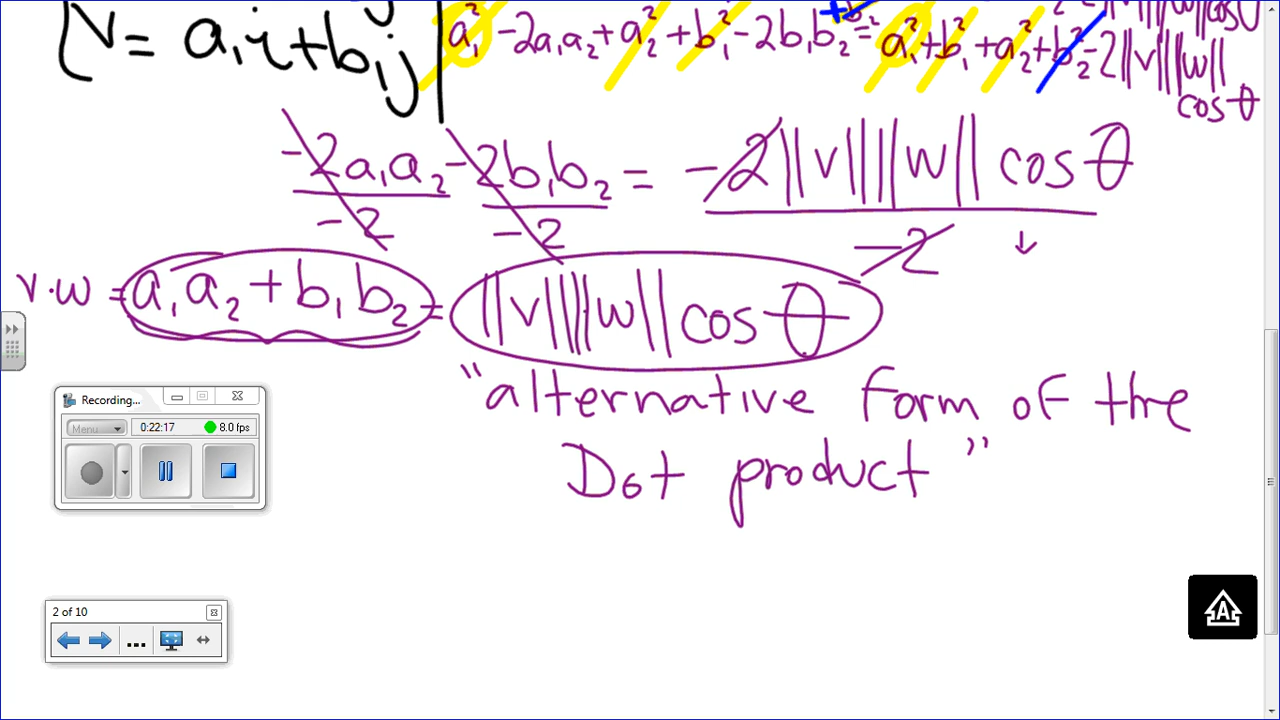 v = a₁i + b₁j
a₁² - 2a₁a₂ + a₂² + b₁² - 2b₁b₂ + b₂² = a₁² + b₁² + a₂² + b₂² - 2||v||||w||
cos θ
-2a₁a₂ - 2b₁b₂ = -2||v||||w|| cos θ
-2 -2 -2 ↓
v·w = a₁a₂ + b₁b₂ = ||v||||w|| cos θ
"alternative form of the
Dot product"
Recording...
Menu 0:22:17 8.0 fps
2 of 10
...
A